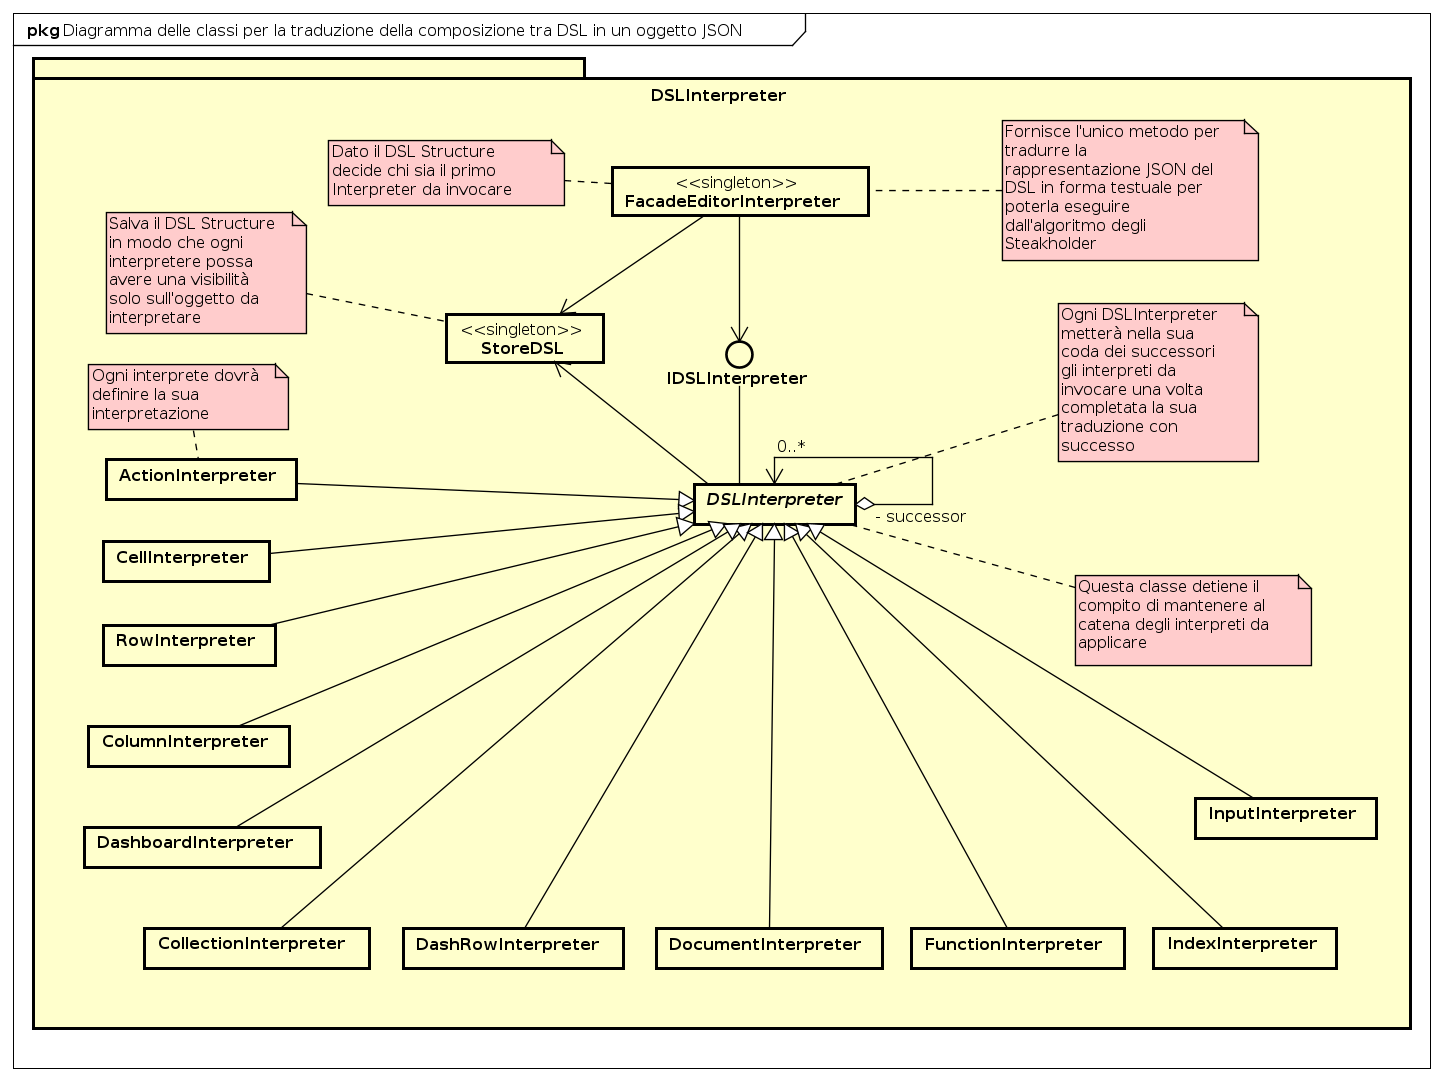 pkg Diagramma delle classi per la traduzione della composizione tra DSL in un oggetto JSON
DSLInterpreter
Dato il DSL Structure
decide chi sia il primo
Interpreter da invocare
<<singleton>>
FacadeEditorInterpreter
Fornisce l'unico metodo per
tradurre la
rappresentazione JSON del
DSL in forma testuale per
poterla eseguire
dall'algoritmo degli
Steakholder
Salva il DSL Structure
in modo che ogni
interpretere possa
avere una visibilità
solo sull'oggetto da
interpretare
<<singleton>>
StoreDSL
IDSLInterpreter
Ogni DSLInterpreter
metterà nella sua
coda dei successori
gli interpreti da
invocare una volta
completata la sua
traduzione con
successo
Ogni interprete dovrà
definire la sua
interpretazione
0..*
ActionInterpreter
DSLInterpreter
- successor
CellInterpreter
Questa classe detiene il
compito di mantenere al
catena degli interpreti da
applicare
RowInterpreter
ColumnInterpreter
DashboardInterpreter
InputInterpreter
CollectionInterpreter
DashRowInterpreter
DocumentInterpreter
FunctionInterpreter
IndexInterpreter